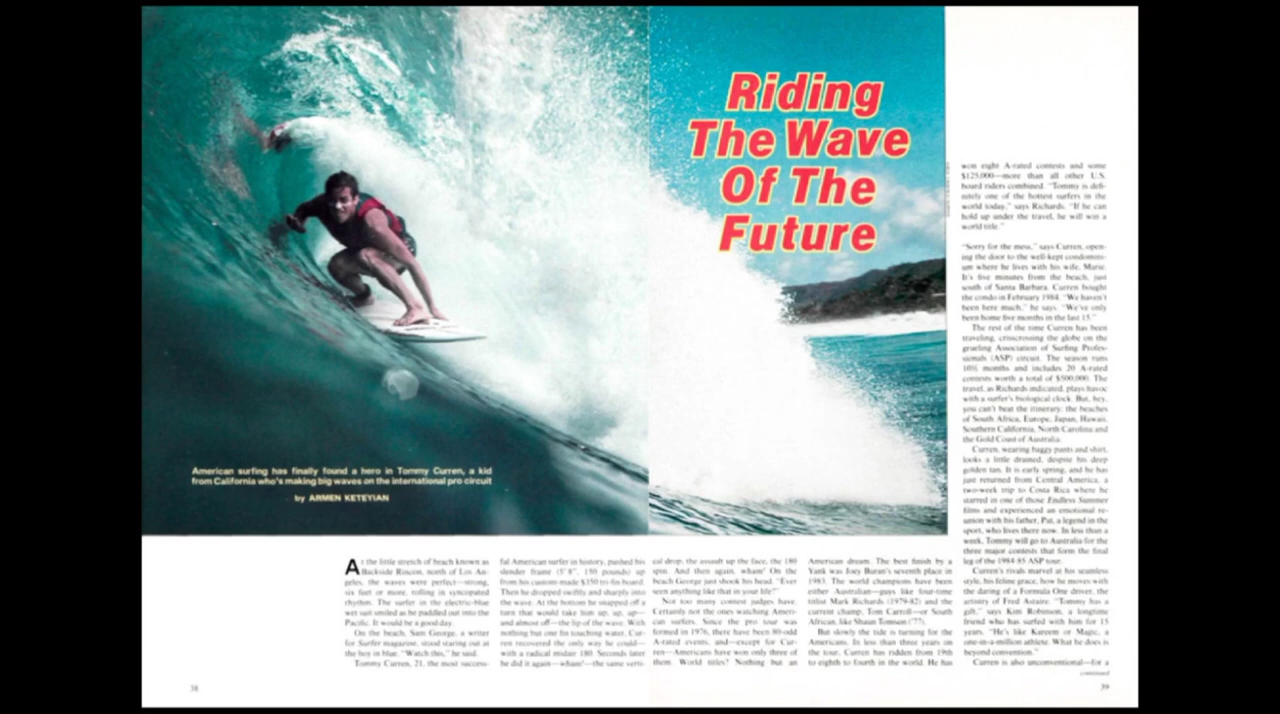 Riding
The Wave
Of The
Future
American surfing has finally found a hero in Tommy Curren, a kid
from California who's making big waves on the international pro circuit
by ARMEN KETEYIAN
At the little stretch of beach known as
Backside Rincon, north of Los An-
geles, the waves were perfect—strong,
six feet or more, rolling in syncopated
rhythm. The surfer in the electric-blue
wet suit smiled as he paddled out into the
Pacific. It would be a good day.
On the beach, Sam George, a writer
for Surfer magazine, stood staring out at
the boy in blue. "Watch this," he said.
Tommy Curren, 21, the most success-
ful American surfer in history, pushed his
slender frame (5'8", 150 pounds) up
from his custom-made $350 tri-fin board.
Then he dropped swiftly and sharply into
the wave. At the bottom he snapped off a
turn that would take him up, up, up—
and almost off—the lip of the wave. With
nothing but one fin touching water, Cur-
ren recovered the only way he could—
with a radical midair 180. Seconds later
he did it again—wham!—the same verti-
cal drop, the assault up the face, the 180
spin. And then again, wham! On the
beach George just shook his head. "Ever
seen anything like that in your life?"
Not too many contest judges have.
Certainly not the ones watching Ameri-
can surfers. Since the pro tour was
formed in 1976, there have been 80-odd
A-rated events, and—except for Cur-
ren—Americans have won only three of
them. World titles? Nothing but an
American dream. The best finish by a
Yank was Joey Buran's seventh place in
1983. The world champions have been
either Australian—guys like four-time
titlist Mark Richards (1979-82) and the
current champ, Tom Carroll—or South
African, like Shaun Tomson ('77).
But slowly the tide is turning for the
Americans. In less than three years on
the tour, Curren has ridden from 19th
to eighth to fourth in the world. He has
won eight A-rated contests and some
$125,000—more than all other U.S.
board riders combined. "Tommy is defi-
nitely one of the hottest surfers in the
world today," says Richards. "If he can
hold up under the travel, he will win a
world title."
"Sorry for the mess," says Curren, open-
ing the door to the well-kept condomini-
um where he lives with his wife, Marie.
It's five minutes from the beach, just
south of Santa Barbara. Curren bought
the condo in February 1984. "We haven't
been here much," he says. "We've only
been home five months in the last 15."
The rest of the time Curren has been
traveling, crisscrossing the globe on the
grueling Association of Surfing Profes-
sionals (ASP) circuit. The season runs
10½ months and includes 20 A-rated
contests worth a total of $500,000. The
travel, as Richards indicated, plays havoc
with a surfer's biological clock. But, hey,
you can't beat the itinerary: the beaches
of South Africa, Europe, Japan, Hawaii,
Southern California, North Carolina and
the Gold Coast of Australia.
Curren, wearing baggy pants and shirt,
looks a little drained, despite his deep
golden tan. It is early spring, and he has
just returned from Central America, a
two-week trip to Costa Rica where he
starred in one of those Endless Summer
films and experienced an emotional re-
union with his father, Pat, a legend in the
sport, who lives there now. In less than a
week, Tommy will go to Australia for the
three major contests that form the final
leg of the 1984-85 ASP tour.
Curren's rivals marvel at his seamless
style, his feline grace, how he moves with
the daring of a Formula One driver, the
artistry of Fred Astaire. "Tommy has a
gift," says Kim Robinson, a longtime
friend who has surfed with him for 15
years. "He's like Kareem or Magic, a
one-in-a-million athlete. What he does is
beyond convention."
Curren is also unconventional—for a
continued
38
39